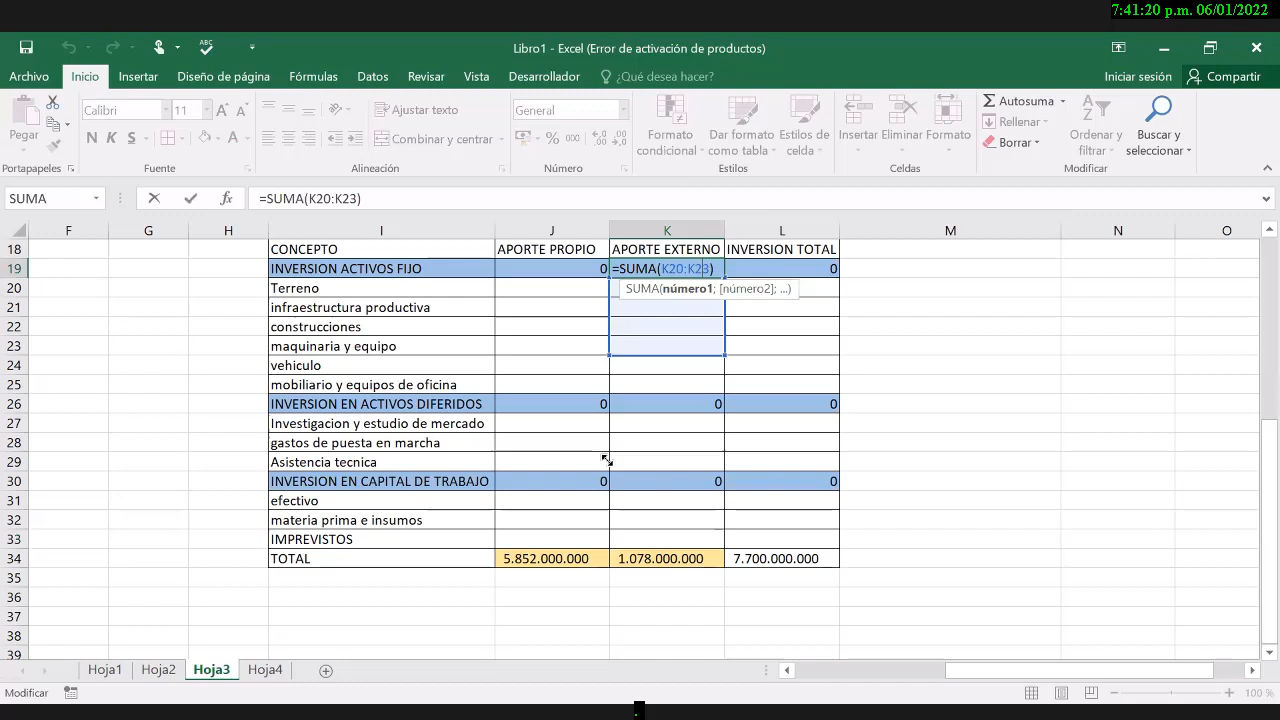 7:41:20 p.m. 06/01/2022
Libro1 - Excel (Error de activación de productos)
Archivo Inicio Insertar Diseño de página Fórmulas Datos Revisar Vista Desarrollador ¿Qué desea hacer? Iniciar sesión Compartir
Pegar
Calibri 11
N K S
Ajustar texto
Combinar y centrar
General
% 000
Formato condicional
Dar formato como tabla
Estilos de celda
Insertar Eliminar Formato
Autosuma
Rellenar
Borrar
Ordenar y filtrar
Buscar y seleccionar
Portapapeles Fuente Alineación Número Estilos Celdas Modificar
SUMA fx =SUMA(K20:K23)
F G H I J K L M N O
18 CONCEPTO APORTE PROPIO APORTE EXTERNO INVERSION TOTAL
19 INVERSION ACTIVOS FIJO 0 =SUMA(K20:K23) 0
20 Terreno SUMA(número1; [número2]; ...)
21 infraestructura productiva
22 construcciones
23 maquinaria y equipo
24 vehiculo
25 mobiliario y equipos de oficina
26 INVERSION EN ACTIVOS DIFERIDOS 0 0 0
27 Investigacion y estudio de mercado
28 gastos de puesta en marcha
29 Asistencia tecnica
30 INVERSION EN CAPITAL DE TRABAJO 0 0 0
31 efectivo
32 materia prima e insumos
33 IMPREVISTOS
34 TOTAL 5.852.000.000 1.078.000.000 7.700.000.000
35
36
37
38
39
Hoja1 Hoja2 Hoja3 Hoja4
Modificar 100 %